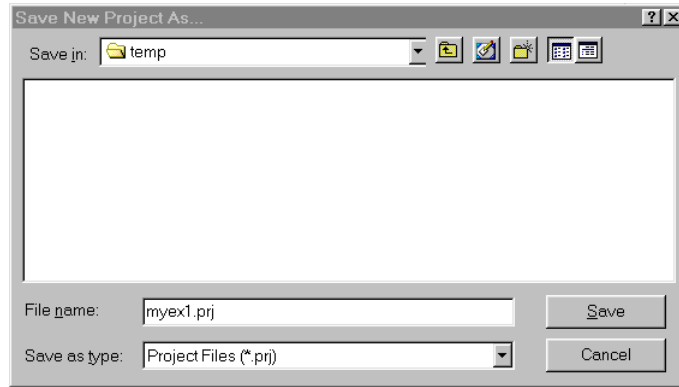 Save New Project As...
Save in: temp
File name: myex1.prj Save
Save as type: Project Files (*.prj) Cancel